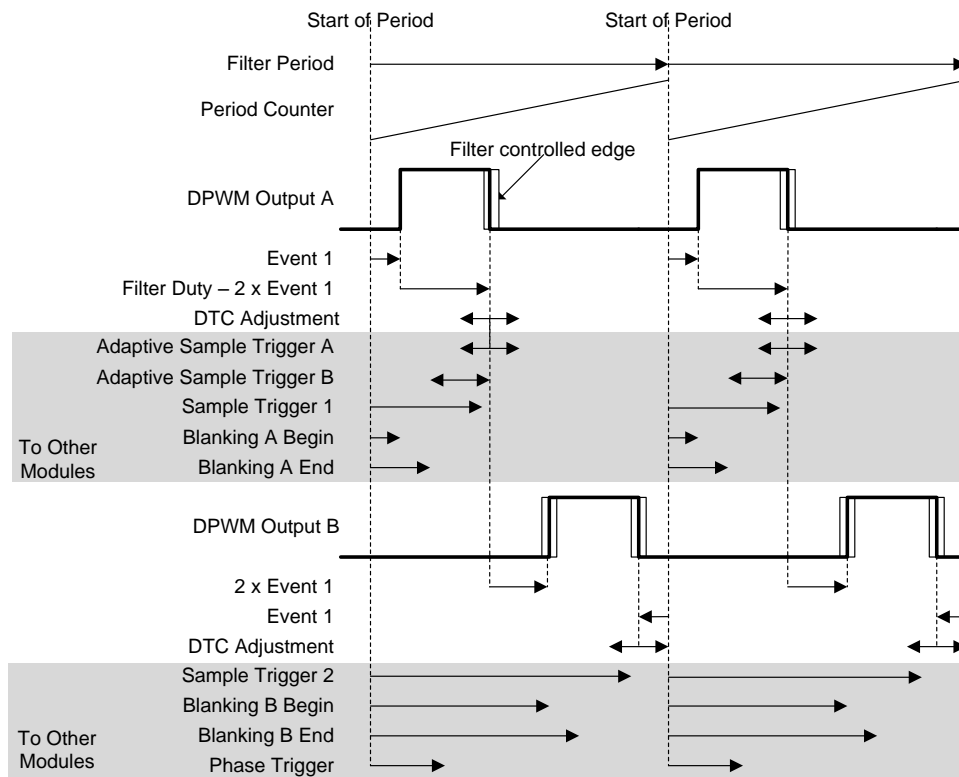 Start of Period
Start of Period
Filter Period
Period Counter
Filter controlled edge
DPWM Output A
Event 1
Filter Duty – 2 x Event 1
DTC Adjustment
Adaptive Sample Trigger A
Adaptive Sample Trigger B
Sample Trigger 1
Blanking A Begin
Blanking A End
To Other
Modules
DPWM Output B
2 x Event 1
Event 1
DTC Adjustment
Sample Trigger 2
Blanking B Begin
Blanking B End
Phase Trigger
To Other
Modules